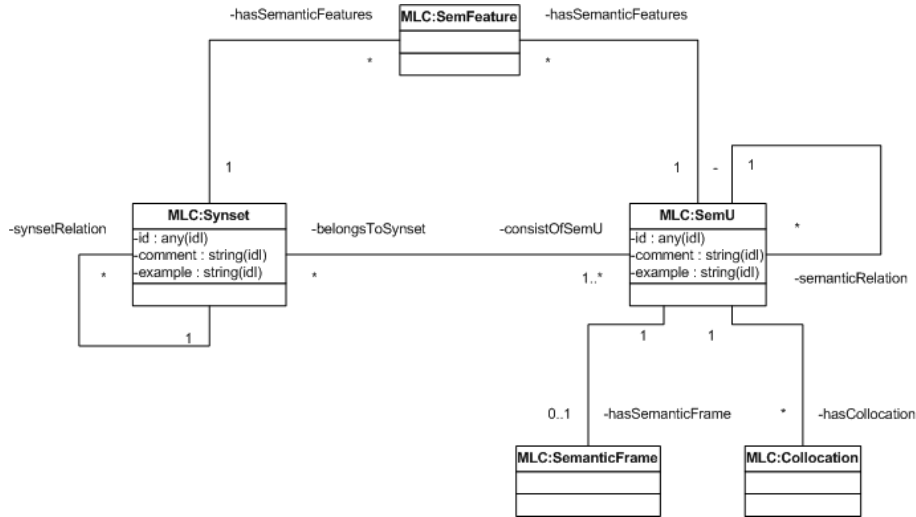 -hasSemanticFeatures
MLC:SemFeature
-hasSemanticFeatures
*
*
1
1
-
1
-synsetRelation
MLC:Synset
-id : any(idl)
-comment : string(idl)
-example : string(idl)
*
1
-belongsToSynset
*
-consistOfSemU
1..*
MLC:SemU
-id : any(idl)
-comment : string(idl)
-example : string(idl)
*
-semanticRelation
1
1
0..1
-hasSemanticFrame
*
-hasCollocation
MLC:SemanticFrame
MLC:Collocation